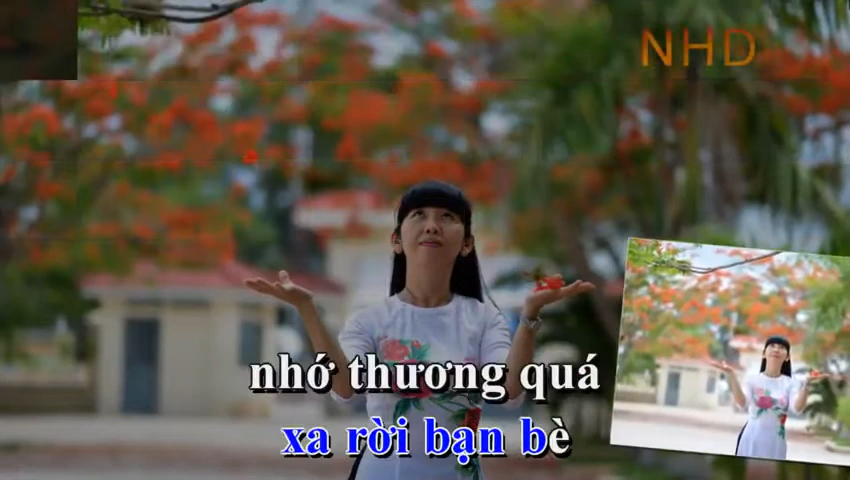 NHD
nhớ thương quá
xa rời bạn bè